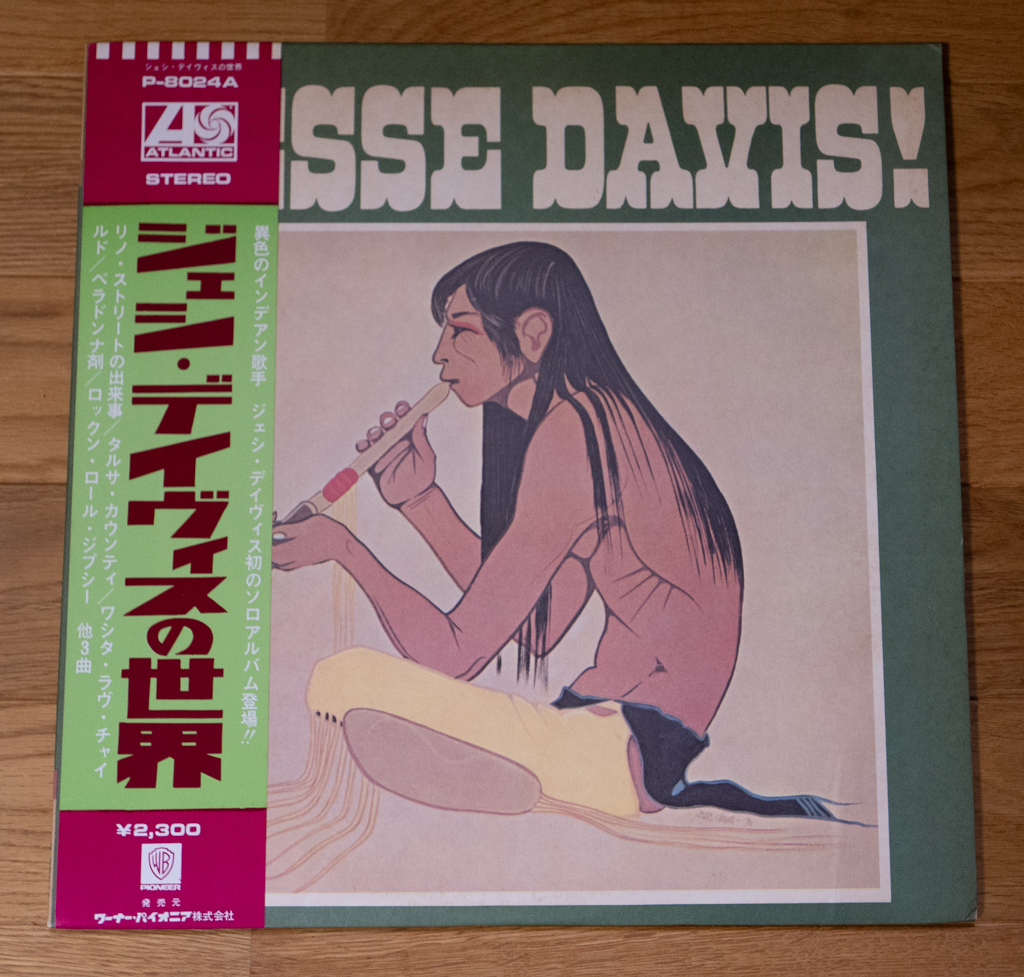 ジェシ・デイヴィスの世界
P-8024A
ATLANTIC
STEREO
ESSE DAVIS!
異色のインデアン歌手 ジェシ・デイヴィス初のソロアルバム登場!!
ジェシ・デイヴィスの世界
リノ・ストリートの出来事/タルサ・カウンティ/ワシタ・ラヴ・チャイ
ルド/ベラドンナ剤/ロックン・ロール・ジプシー 他3曲
¥2,300
WB
PIONEER
発売元
ワーナー・パイオニア株式会社